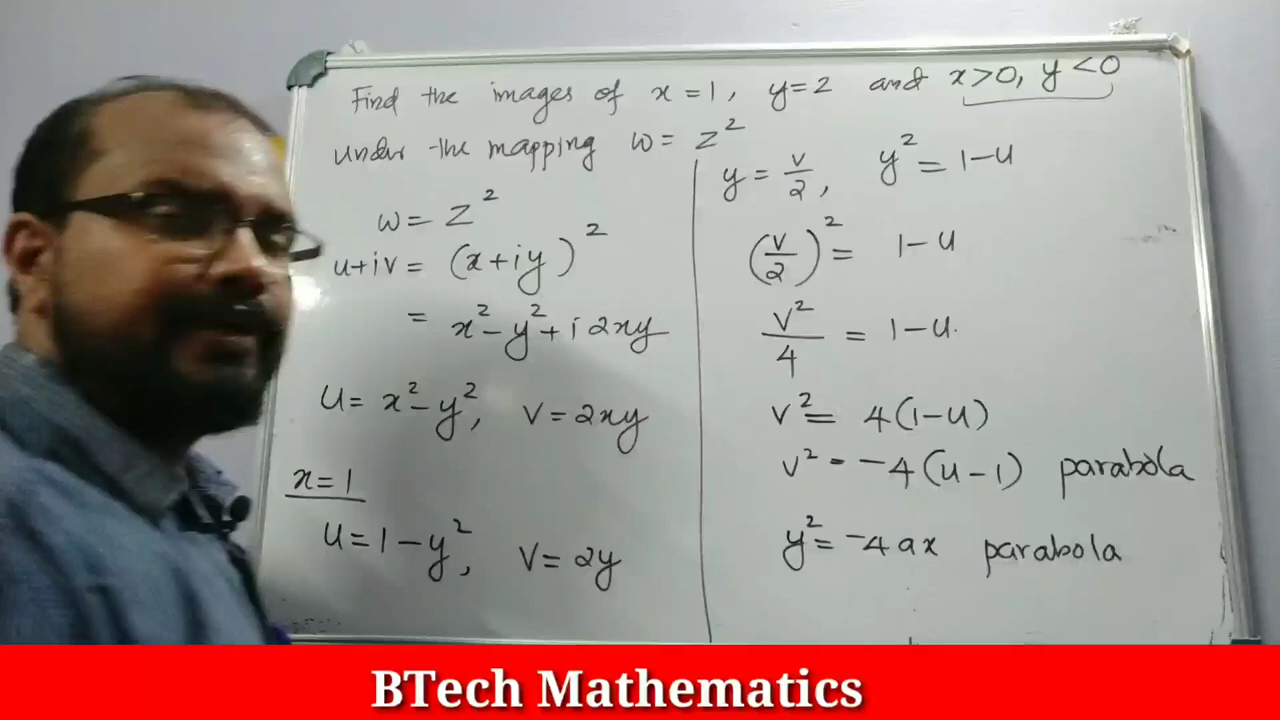 Find the images of x=1, y=2 and x>0, y<0
under the mapping w= z²
w= z²
u+iv= (x+iy)²
= x²-y²+i2xy
u= x²-y², v=2xy
x=1
u=1-y², v=2y
y= v/2, y²=1-u
(v/2)²= 1-u
v²/4 = 1-u.
v²= 4(1-u)
v²=-4(u-1) parabola
y²=-4ax parabola
BTech Mathematics